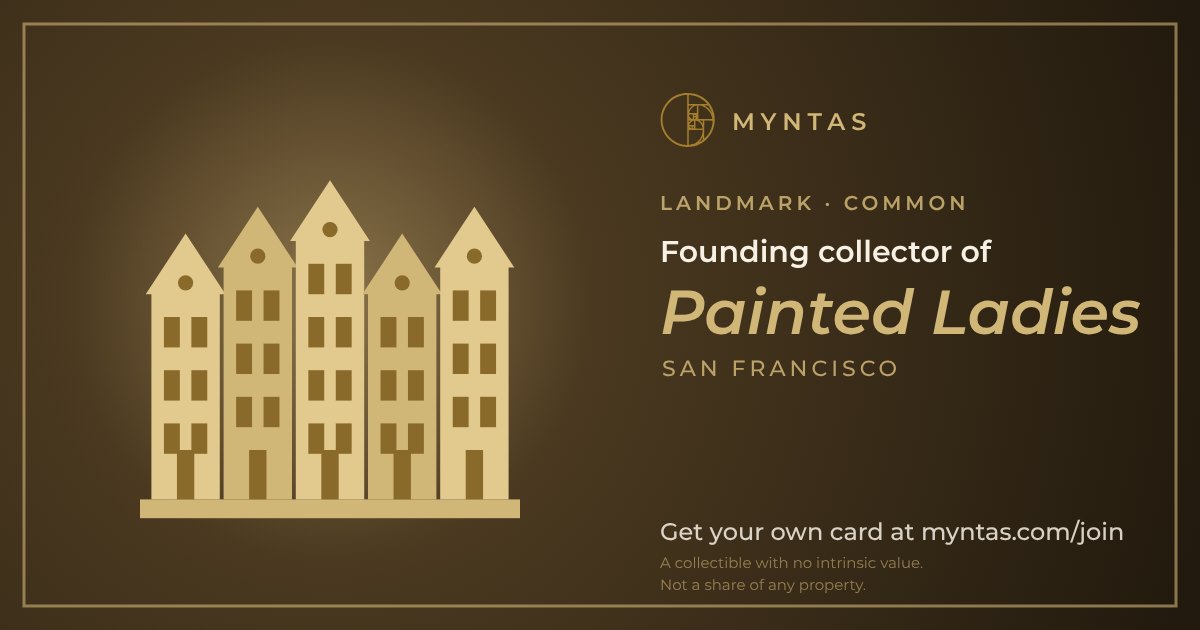 MYNTAS
LANDMARK · COMMON
Founding collector of
Painted Ladies
SAN FRANCISCO
Get your own card at myntas.com/join
A collectible with no intrinsic value.
Not a share of any property.